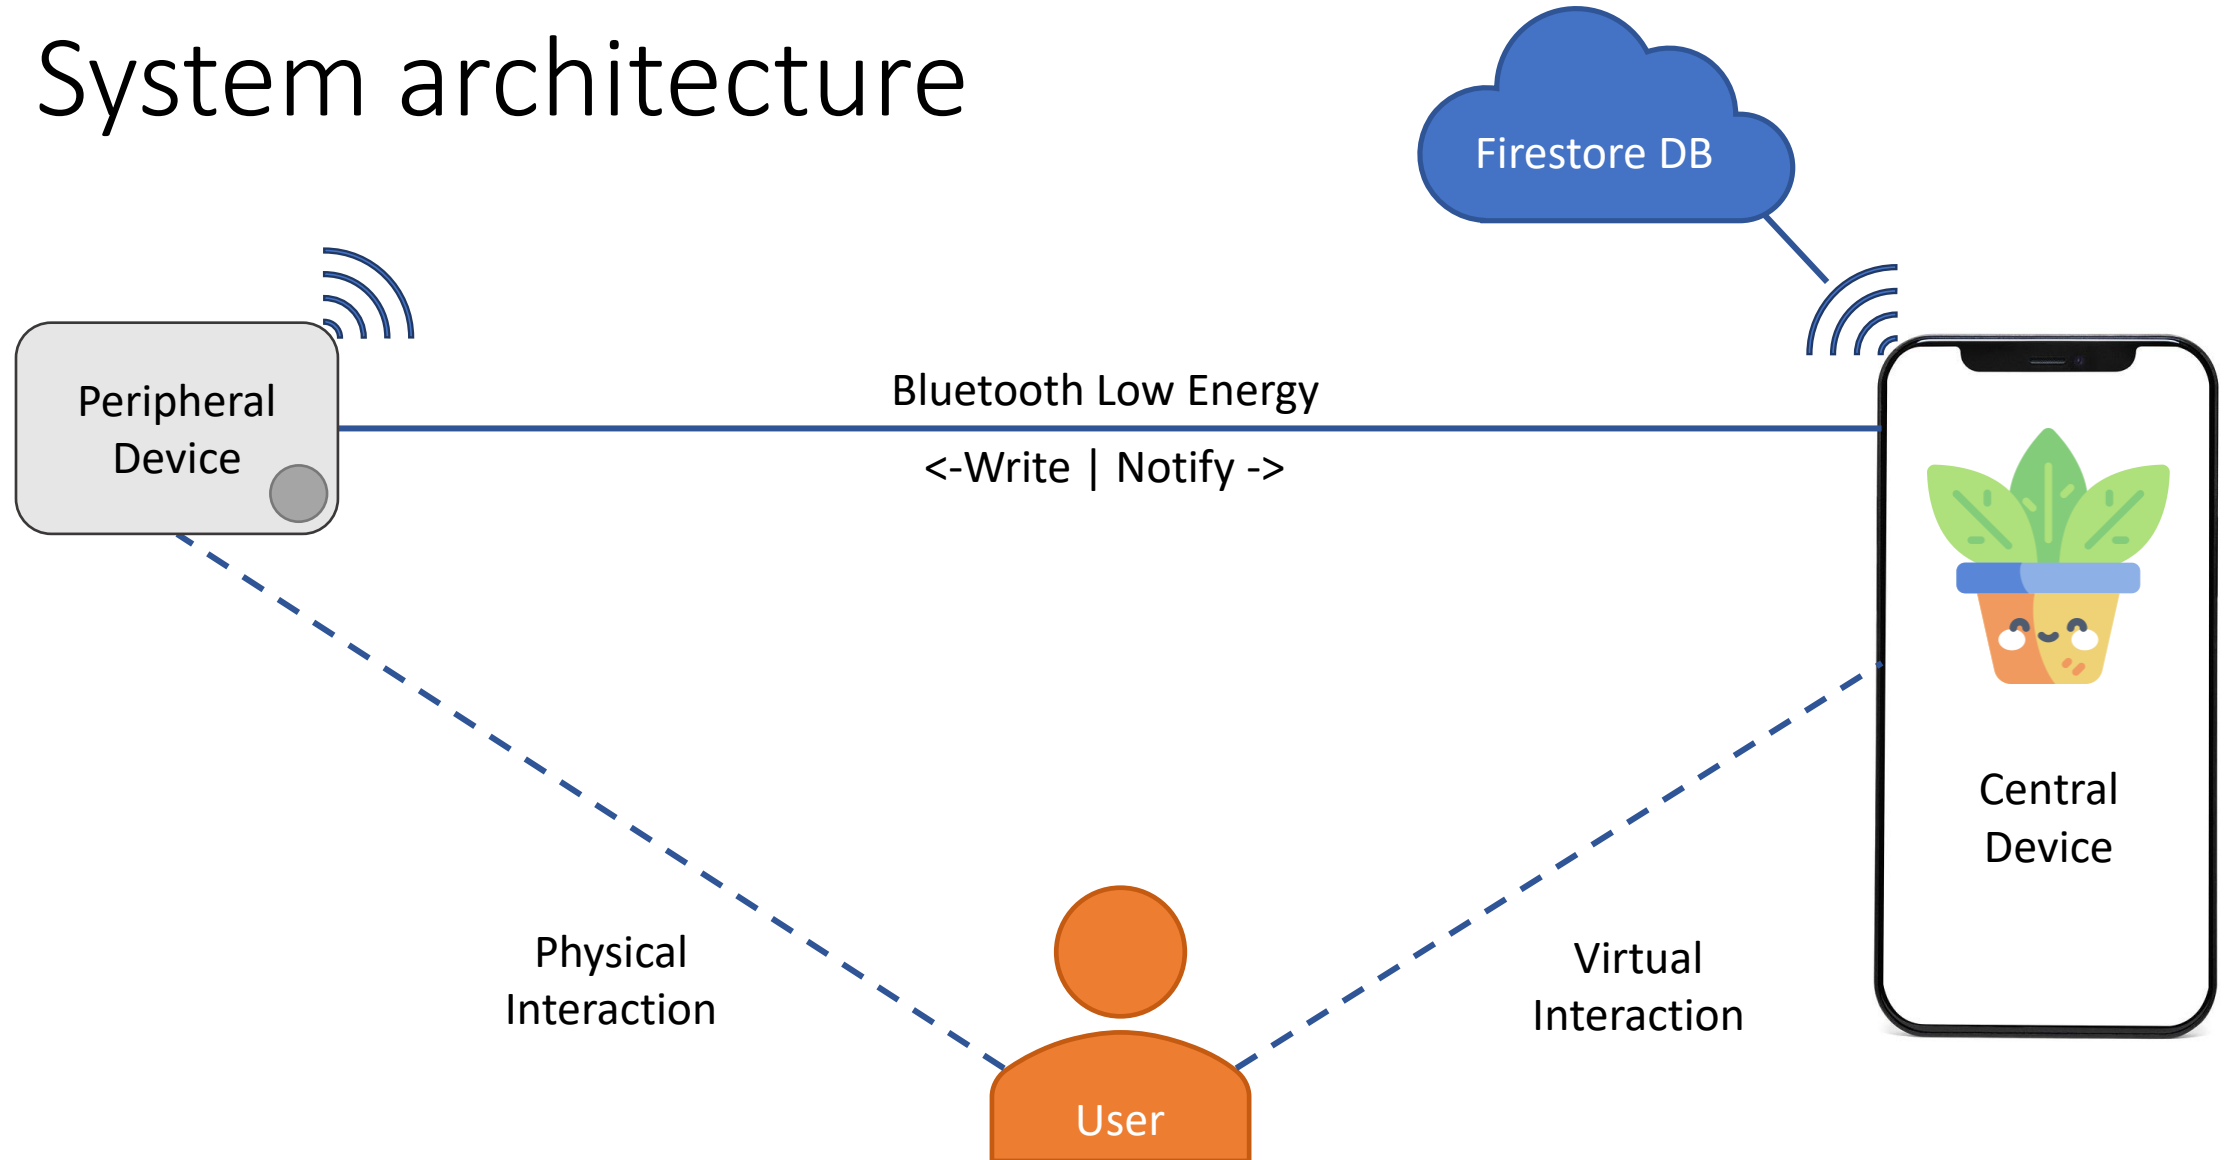 System architecture
Firestore DB
Peripheral
Device
Bluetooth Low Energy
<-Write | Notify ->
Central
Device
Physical
Interaction
Virtual
Interaction
User